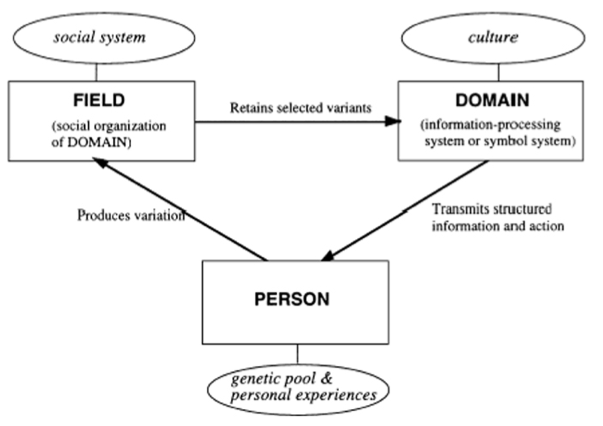 social system
culture
FIELD
(social organization
of DOMAIN)
Retains selected variants
DOMAIN
(information-processing
system or symbol system)
Produces variation
Transmits structured
information and action
PERSON
genetic pool &
personal experiences